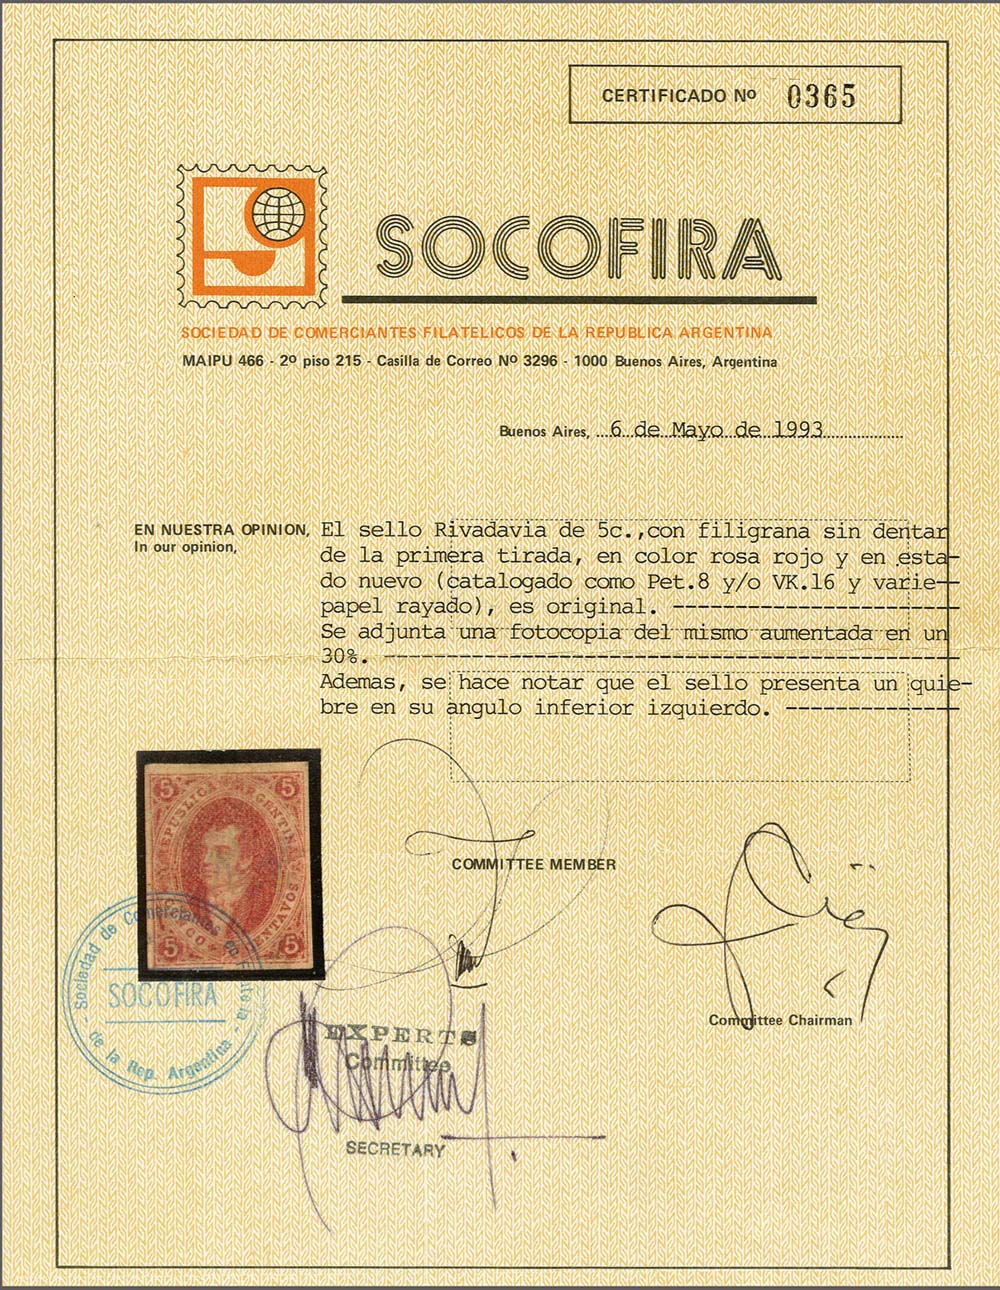 CERTIFICADO Nº 0365
SOCOFIRA
SOCIEDAD DE COMERCIANTES FILATELICOS DE LA REPUBLICA ARGENTINA
MAIPU 466 - 2º piso 215 - Casilla de Correo Nº 3296 - 1000 Buenos Aires, Argentina
Buenos Aires, 6 de Mayo de 1993
EN NUESTRA OPINION, El sello Rivadavia de 5c.,con filigrana sin dentar
In our opinion,
de la primera tirada, en color rosa rojo y en esta-
do nuevo (catalogado como Pet.8 y/o VK.16 y varie-
papel rayado), es original. ------------------------
Se adjunta una fotocopia del mismo aumentada en un
30%. ------------------------------------------------
Ademas, se hace notar que el sello presenta un quie-
bre en su angulo inferior izquierdo. ---------------
5 5
REPUBLICA ARGENTINA
5 5
CINCO CENTAVOS
COMMITTEE MEMBER
Sociedad de Comerciantes en Filatelia
SOCOFIRA
de la Rep. Argentina
Committee Chairman
EXPERTS
Committee
SECRETARY